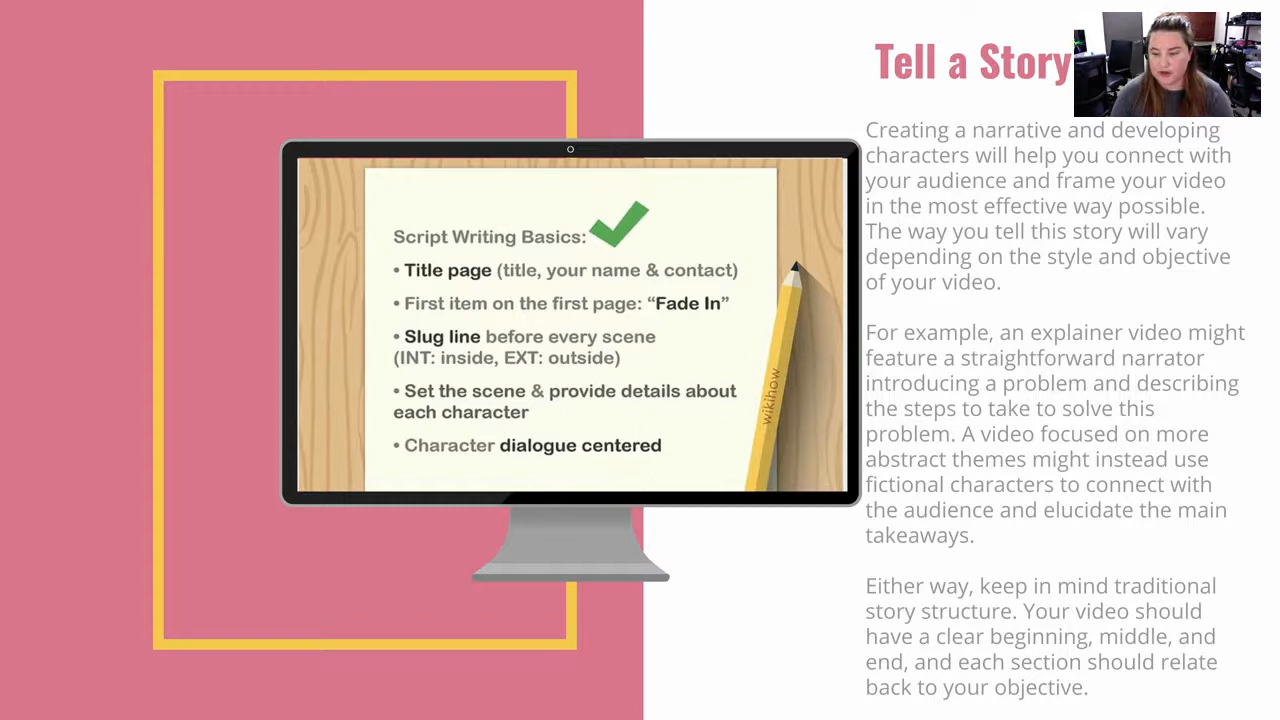 Tell a Story
Creating a narrative and developing
characters will help you connect with
your audience and frame your video
in the most effective way possible.
The way you tell this story will vary
depending on the style and objective
of your video.
For example, an explainer video might
feature a straightforward narrator
introducing a problem and describing
the steps to take to solve this
problem. A video focused on more
abstract themes might instead use
fictional characters to connect with
the audience and elucidate the main
takeaways.
Either way, keep in mind traditional
story structure. Your video should
have a clear beginning, middle, and
end, and each section should relate
back to your objective.
Script Writing Basics:
• Title page (title, your name & contact)
• First item on the first page: “Fade In”
• Slug line before every scene
(INT: inside, EXT: outside)
• Set the scene & provide details about
each character
• Character dialogue centered
wikihow